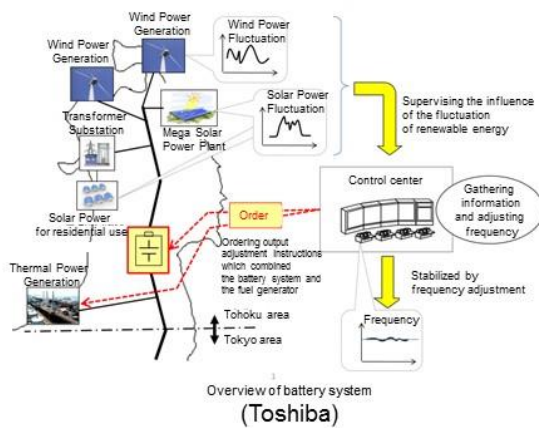 Wind Power
Generation
Wind Power
Fluctuation
Wind Power
Generation
Solar Power
Fluctuation
Supervising the influence
of the fluctuation
of renewable energy
Transformer
Substation
Mega Solar
Power Plant
Control center
Gathering
information
and adjusting
frequency
Solar Power
for residential use
Order
Ordering output
adjustment instructions
which combined
the battery system and
the fuel generator
Thermal Power
Generation
Stabilized by
frequency adjustment
Tohoku area
Tokyo area
Frequency
3
Overview of battery system
(Toshiba)